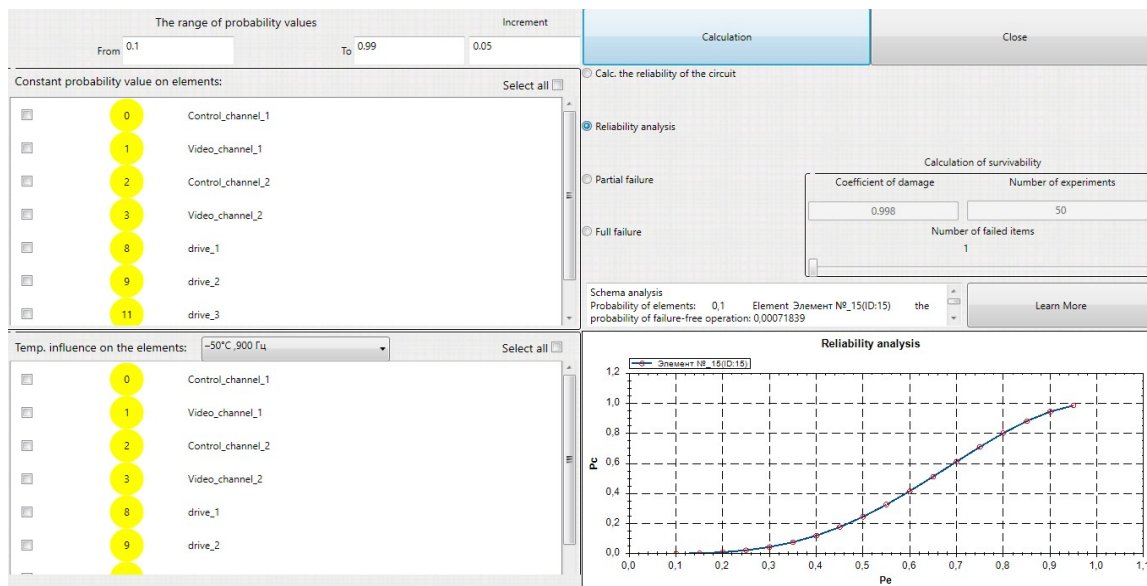 The range of probability values
Increment
From 0.1 To 0.99 0.05
Constant probability value on elements:
Select all
0 Control_channel_1
1 Video_channel_1
2 Control_channel_2
3 Video_channel_2
8 drive_1
9 drive_2
11 drive_3
Temp. influence on the elements:
−50°C ,900 Гц
Select all
0 Control_channel_1
1 Video_channel_1
2 Control_channel_2
3 Video_channel_2
8 drive_1
9 drive_2
Calculation
Close
Calc. the reliability of the circuit
Reliability analysis
Partial failure
Full failure
Calculation of survivability
Coefficient of damage Number of experiments
0.998 50
Number of failed items
1
Schema analysis
Probability of elements: 0,1 Element Элемент №_15(ID:15) the
probability of failure-free operation: 0,00071839
Learn More
Reliability analysis
Элемент №_15(ID:15)
1,2
1,0
0,8
0,6
0,4
0,2
0,0
Pc
0,0 0,1 0,2 0,3 0,4 0,5 0,6 0,7 0,8 0,9 1,0
Pe